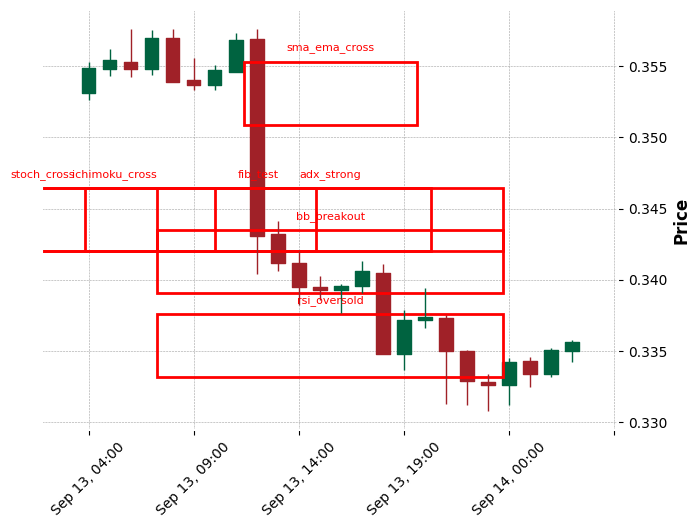 sma_ema_cross
0.355
0.350
stoch_cross
ichimoku_cross
fib_test
adx_strong
0.345
bb_breakout
Price
0.340
rsi_oversold
0.335
0.330
Sep 13, 04:00
Sep 13, 09:00
Sep 13, 14:00
Sep 13, 19:00
Sep 14, 00:00